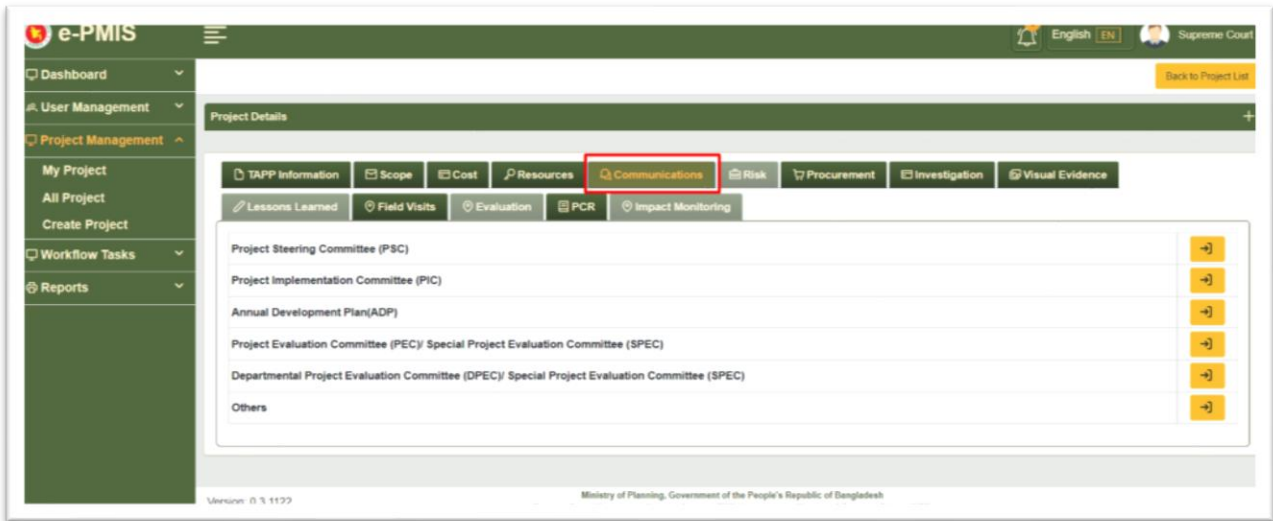 e-PMIS
English EN
Supreme Court
Dashboard
Back to Project List
User Management
Project Details
Project Management
My Project
TAPP Information Scope Cost Resources Communications Risk Procurement Investigation Visual Evidence
All Project
Lessons Learned Field Visits Evaluation PCR Impact Monitoring
Create Project
Workflow Tasks
Reports
Project Steering Committee (PSC)
Project Implementation Committee (PIC)
Annual Development Plan(ADP)
Project Evaluation Committee (PEC)/ Special Project Evaluation Committee (SPEC)
Departmental Project Evaluation Committee (DPEC)/ Special Project Evaluation Committee (SPEC)
Others
Version: 0.3.1122
Ministry of Planning, Government of the People's Republic of Bangladesh